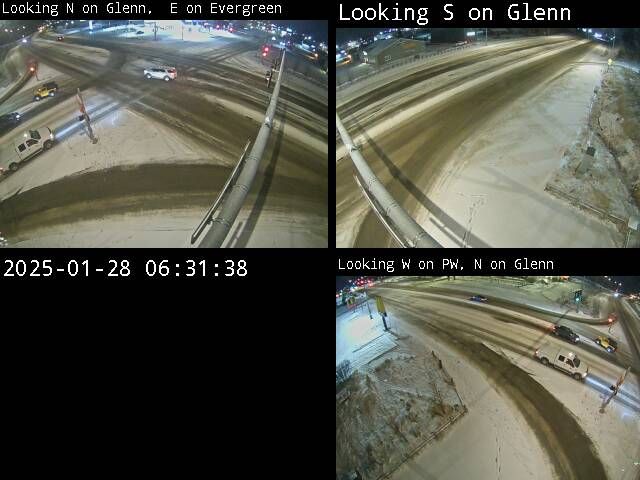 Looking N on Glenn,  E on Evergreen
Looking S on Glenn
2025-01-28 06:31:38
Looking W on PW, N on Glenn